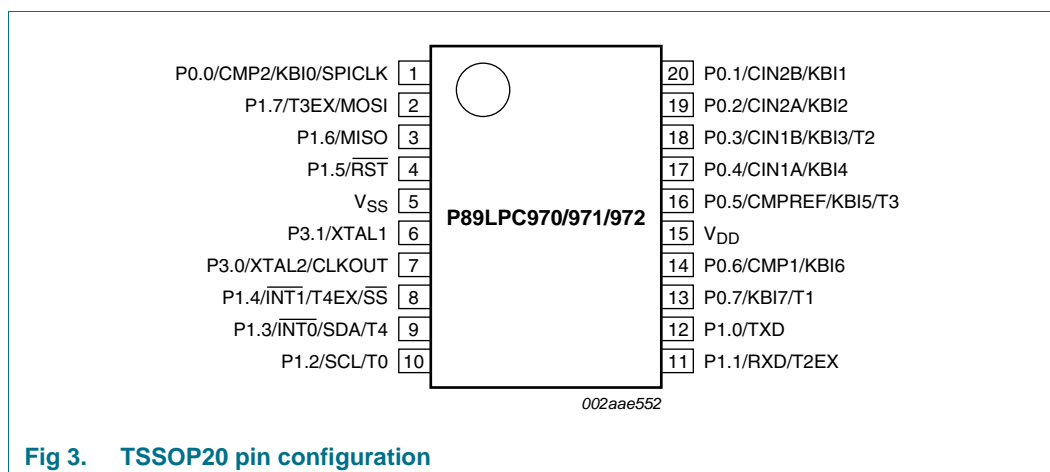 P0.0/CMP2/KBI0/SPICLK 1
P1.7/T3EX/MOSI 2
P1.6/MISO 3
P1.5/R̅S̅T̅ 4
VSS 5
P3.1/XTAL1 6
P3.0/XTAL2/CLKOUT 7
P1.4/I̅N̅T̅1̅/T4EX/S̅S̅ 8
P1.3/I̅N̅T̅0̅/SDA/T4 9
P1.2/SCL/T0 10
P89LPC970/971/972
20 P0.1/CIN2B/KBI1
19 P0.2/CIN2A/KBI2
18 P0.3/CIN1B/KBI3/T2
17 P0.4/CIN1A/KBI4
16 P0.5/CMPREF/KBI5/T3
15 VDD
14 P0.6/CMP1/KBI6
13 P0.7/KBI7/T1
12 P1.0/TXD
11 P1.1/RXD/T2EX
002aae552
Fig 3. TSSOP20 pin configuration